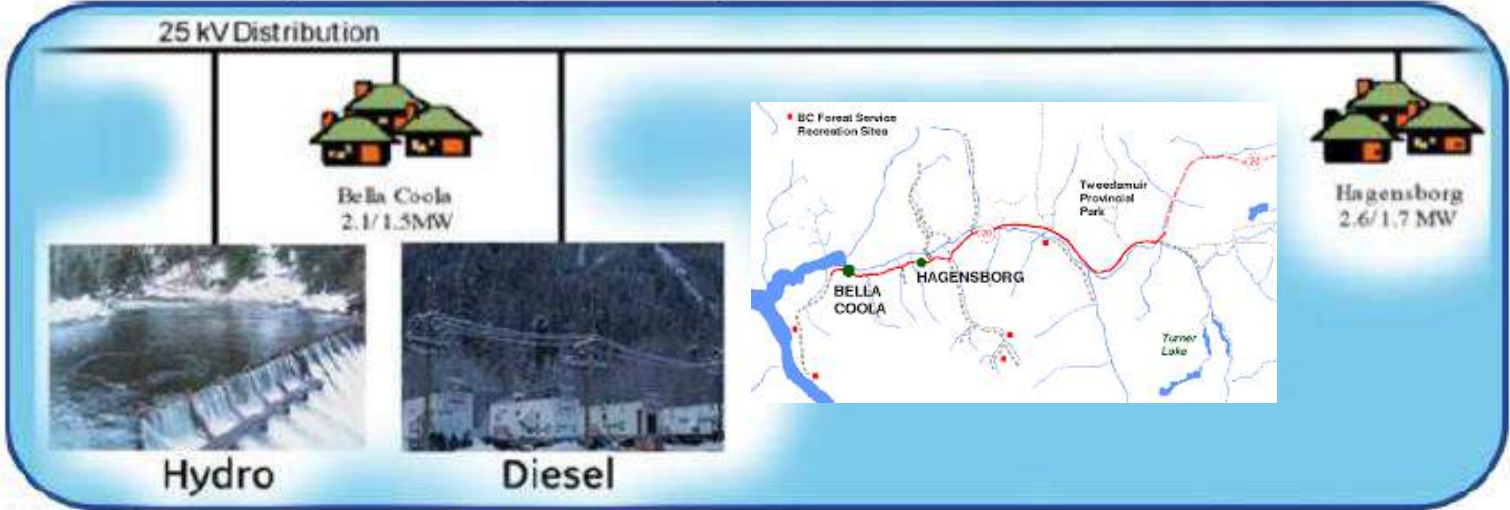 25 kV Distribution
Bella Coola
2.1/1.5MW
Hydro
Diesel
BC Forest Service
Recreation Sites
Tweedsmuir
Provincial
Park
20
20
BELLA
COOLA
HAGENSBORG
Turner
Lake
Hagensborg
2.6/1.7 MW